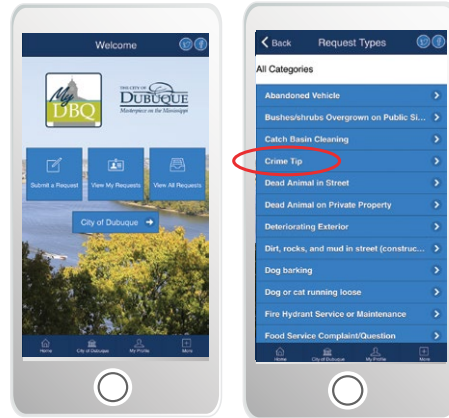 Welcome
My
DBQ
THE CITY OF
DUBUQUE
Masterpiece on the Mississippi
Submit a Request
View My Requests
View All Requests
City of Dubuque
Home
City of Dubuque
My Profile
More
Back
Request Types
All Categories
Abandoned Vehicle
Bushes/shrubs Overgrown on Public Si...
Catch Basin Cleaning
Crime Tip
Dead Animal in Street
Dead Animal on Private Property
Deteriorating Exterior
Dirt, rocks, and mud in street (construc...
Dog barking
Dog or cat running loose
Fire Hydrant Service or Maintenance
Food Service Complaint/Question
Home
City of Dubuque
My Profile
More